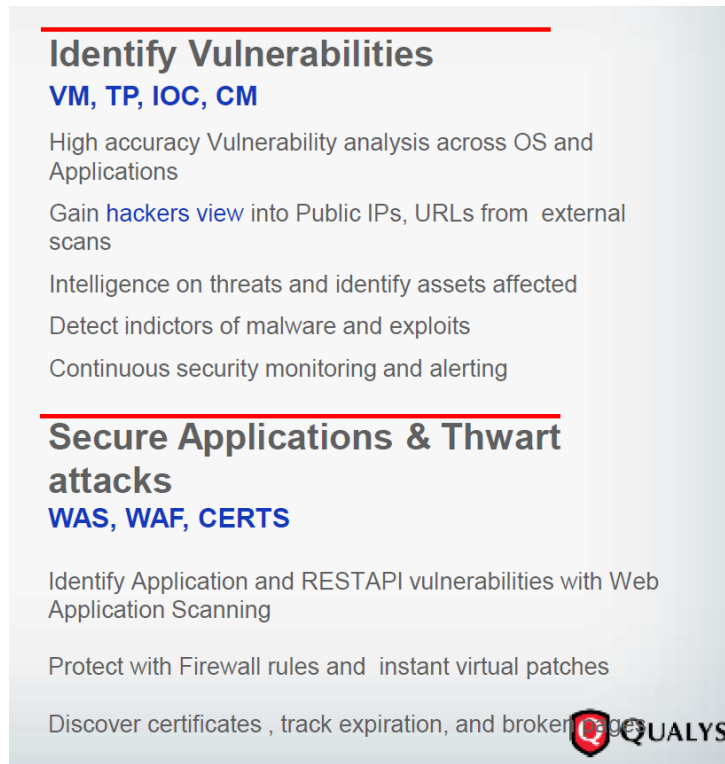 Identify Vulnerabilities
VM, TP, IOC, CM
High accuracy Vulnerability analysis across OS and
Applications
Gain hackers view into Public IPs, URLs from external
scans
Intelligence on threats and identify assets affected
Detect indictors of malware and exploits
Continuous security monitoring and alerting
Secure Applications & Thwart
attacks
WAS, WAF, CERTS
Identify Application and RESTAPI vulnerabilities with Web
Application Scanning
Protect with Firewall rules and instant virtual patches
Discover certificates , track expiration, and broken pages
QUALYS